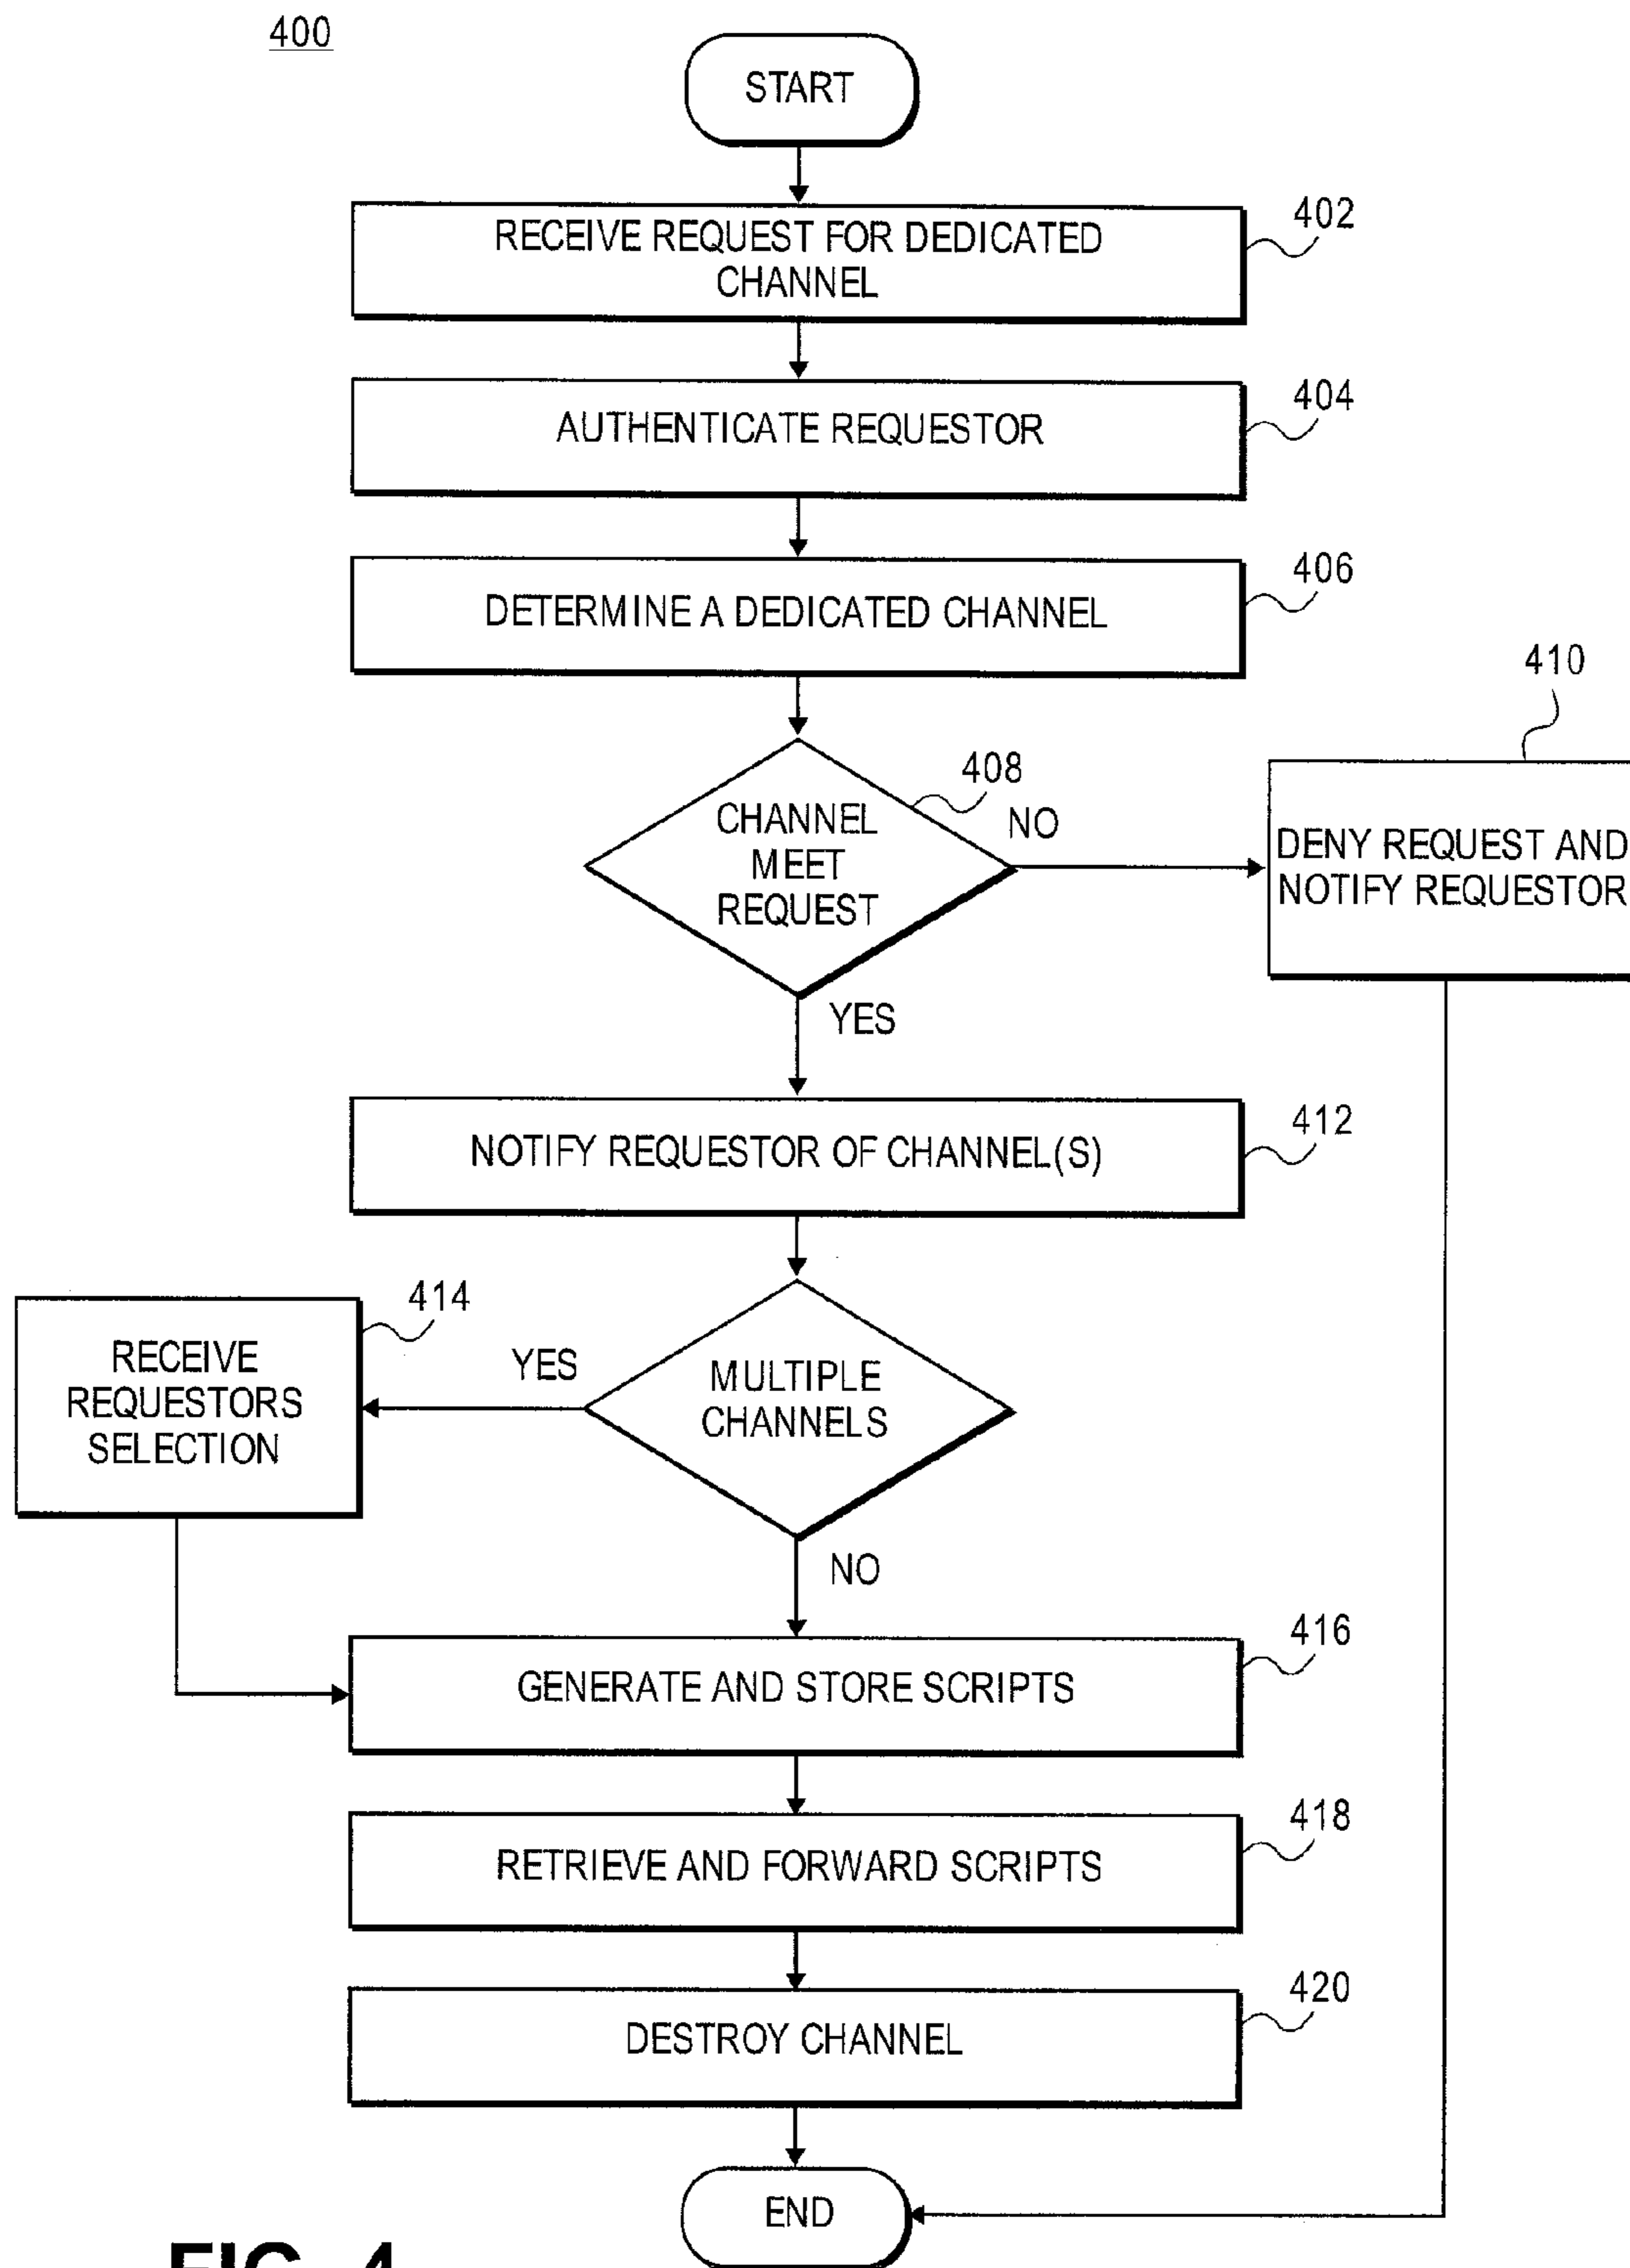 400
START
RECEIVE REQUEST FOR DEDICATED
CHANNEL
402
AUTHENTICATE REQUESTOR
404
DETERMINE A DEDICATED CHANNEL
406
CHANNEL
MEET
REQUEST
408
NO
410
DENY REQUEST AND
NOTIFY REQUESTOR
YES
NOTIFY REQUESTOR OF CHANNEL(S)
412
MULTIPLE
CHANNELS
YES
414
RECEIVE
REQUESTORS
SELECTION
NO
GENERATE AND STORE SCRIPTS
416
RETRIEVE AND FORWARD SCRIPTS
418
DESTROY CHANNEL
420
END
FIG. 4